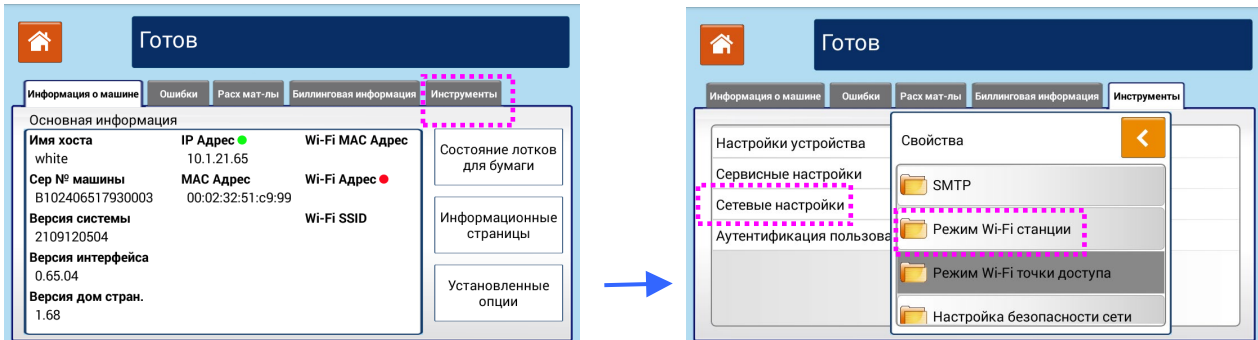 Готов
Информация о машине Ошибки Расх мат-лы Биллинговая информация Инструменты
Основная информация
Имя хоста IP Адрес Wi-Fi MAC Адрес
white 10.1.21.65
Сер № машины MAC Адрес Wi-Fi Адрес
B102406517930003 00:02:32:51:c9:99
Версия системы Wi-Fi SSID
2109120504
Версия интерфейса
0.65.04
Версия дом стран.
1.68
Состояние лотков
для бумаги
Информационные
страницы
Установленные
опции
Готов
Информация о машине Ошибки Расх мат-лы Биллинговая информация Инструменты
Настройки устройства
Сервисные настройки
Сетевые настройки
Аутентификация пользова
Свойства
SMTP
Режим Wi-Fi станции
Режим Wi-Fi точки доступа
Настройка безопасности сети